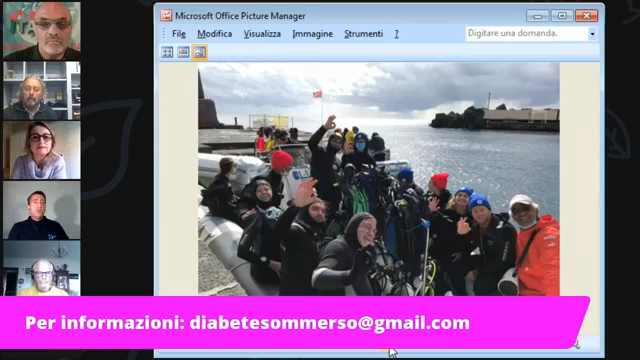 Microsoft Office Picture Manager
File Modifica Visualizza Immagine Strumenti ?
Digitare una domanda.
Per informazioni: diabetesommerso@gmail.com